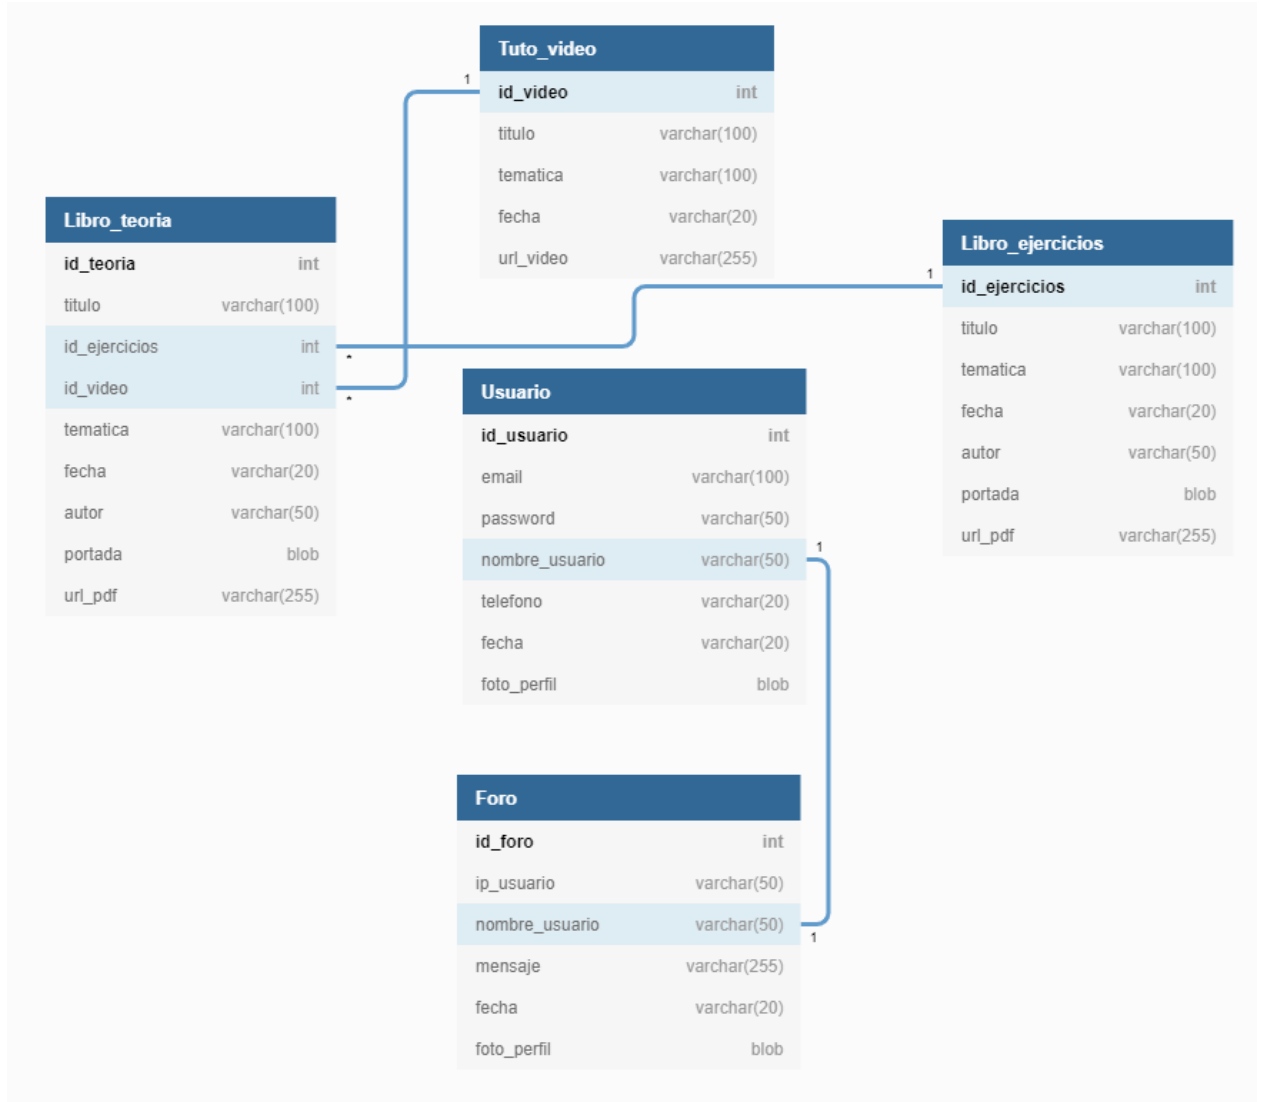 Tuto_video
1
id_video int
titulo varchar(100)
tematica varchar(100)
fecha varchar(20)
url_video varchar(255)
Libro_teoria
id_teoria int
titulo varchar(100)
id_ejercicios int
*
id_video int
*
tematica varchar(100)
fecha varchar(20)
autor varchar(50)
portada blob
url_pdf varchar(255)
Libro_ejercicios
1
id_ejercicios int
titulo varchar(100)
tematica varchar(100)
fecha varchar(20)
autor varchar(50)
portada blob
url_pdf varchar(255)
Usuario
id_usuario int
email varchar(100)
password varchar(50)
1
nombre_usuario varchar(50)
telefono varchar(20)
fecha varchar(20)
foto_perfil blob
Foro
id_foro int
ip_usuario varchar(50)
nombre_usuario varchar(50)
1
mensaje varchar(255)
fecha varchar(20)
foto_perfil blob